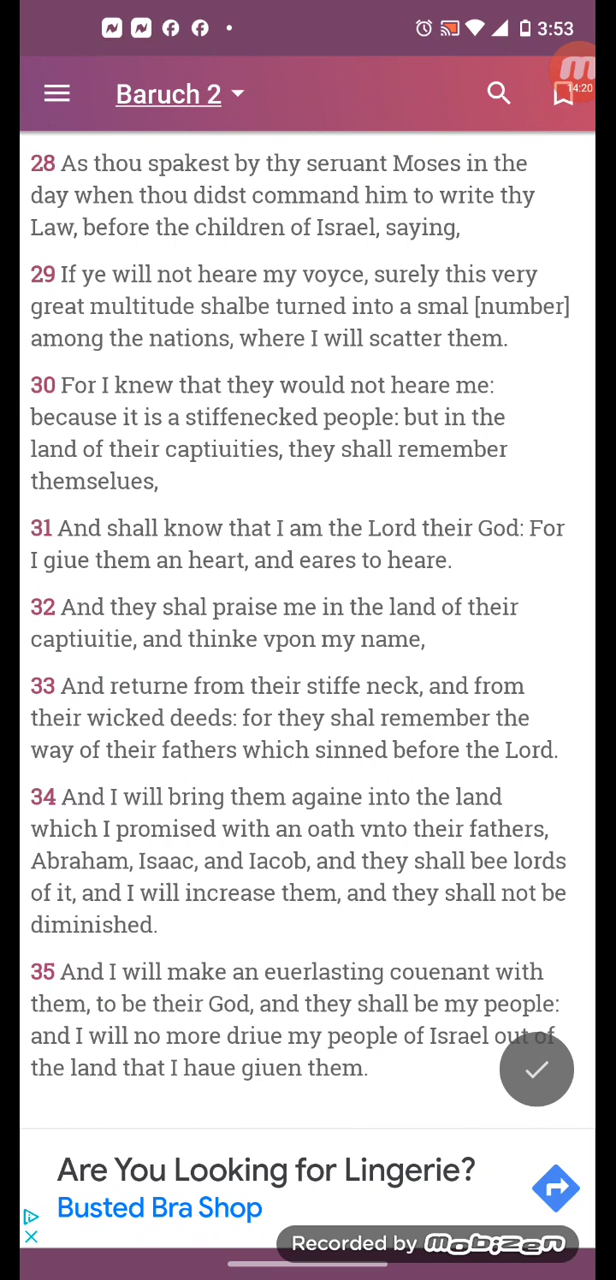 3:53
Baruch 2
14:20
28 As thou spakest by thy seruant Moses in the
day when thou didst command him to write thy
Law, before the children of Israel, saying,
29 If ye will not heare my voyce, surely this very
great multitude shalbe turned into a smal [number]
among the nations, where I will scatter them.
30 For I knew that they would not heare me:
because it is a stiffenecked people: but in the
land of their captiuities, they shall remember
themselues,
31 And shall know that I am the Lord their God: For
I giue them an heart, and eares to heare.
32 And they shal praise me in the land of their
captiuitie, and thinke vpon my name,
33 And returne from their stiffe neck, and from
their wicked deeds: for they shal remember the
way of their fathers which sinned before the Lord.
34 And I will bring them againe into the land
which I promised with an oath vnto their fathers,
Abraham, Isaac, and Iacob, and they shall bee lords
of it, and I will increase them, and they shall not be
diminished.
35 And I will make an euerlasting couenant with
them, to be their God, and they shall be my people:
and I will no more driue my people of Israel out of
the land that I haue giuen them.
Are You Looking for Lingerie?
Busted Bra Shop
Recorded by mobizen